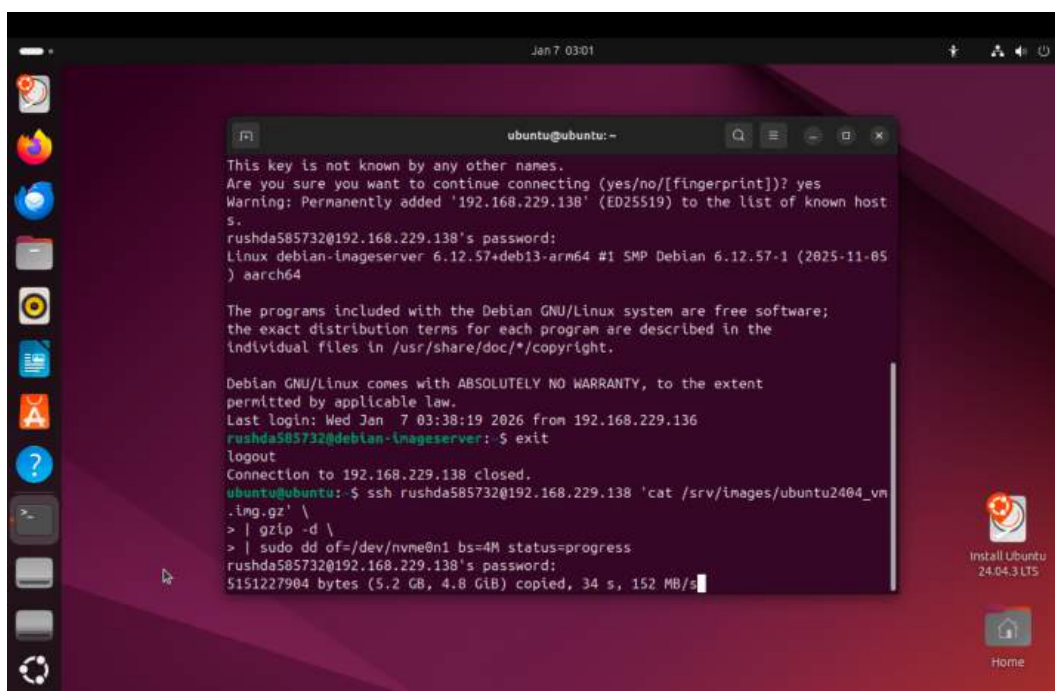 Jan 7 03:01
ubuntu@ubuntu: ~
This key is not known by any other names.
Are you sure you want to continue connecting (yes/no/[fingerprint])? yes
Warning: Permanently added '192.168.229.138' (ED25519) to the list of known host
s.
rushda585732@192.168.229.138's password:
Linux debian-imageserver 6.12.57+deb13-arm64 #1 SMP Debian 6.12.57-1 (2025-11-05
) aarch64
The programs included with the Debian GNU/Linux system are free software;
the exact distribution terms for each program are described in the
individual files in /usr/share/doc/*/copyright.
Debian GNU/Linux comes with ABSOLUTELY NO WARRANTY, to the extent
permitted by applicable law.
Last login: Wed Jan  7 03:38:19 2026 from 192.168.229.136
rushda585732@debian-imageserver:~$ exit
logout
Connection to 192.168.229.138 closed.
ubuntu@ubuntu:~$ ssh rushda585732@192.168.229.138 'cat /srv/images/ubuntu2404_vm
.img.gz' \
> | gzip -d \
> | sudo dd of=/dev/nvme0n1 bs=4M status=progress
rushda585732@192.168.229.138's password:
5151227904 bytes (5.2 GB, 4.8 GiB) copied, 34 s, 152 MB/s
Install Ubuntu
24.04.3 LTS
Home